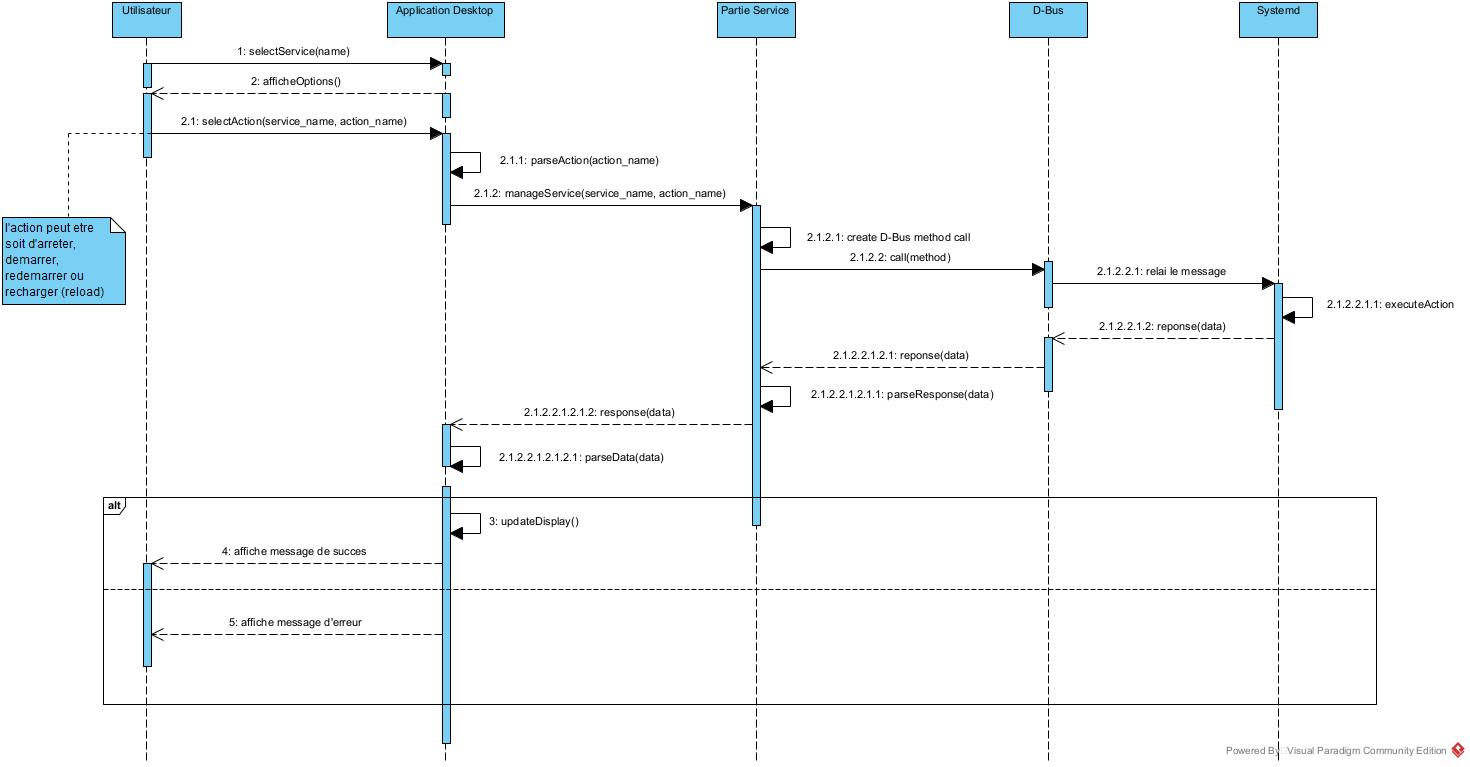 Utilisateur
Application Desktop
Partie Service
D-Bus
Systemd
1: selectService(name)
2: afficheOptions()
2.1: selectAction(service_name, action_name)
2.1.1: parseAction(action_name)
2.1.2: manageService(service_name, action_name)
l'action peut etre
soit d'arreter,
demarrer,
redemarrer ou
recharger (reload)
2.1.2.1: create D-Bus method call
2.1.2.2: call(method)
2.1.2.2.1: relai le message
2.1.2.2.1.1: executeAction
2.1.2.2.1.2: reponse(data)
2.1.2.2.1.2.1: reponse(data)
2.1.2.2.1.2.1.1: parseResponse(data)
2.1.2.2.1.2.1.2: response(data)
2.1.2.2.1.2.1.2.1: parseData(data)
alt
3: updateDisplay()
4: affiche message de succes
5: affiche message d'erreur
Powered By Visual Paradigm Community Edition